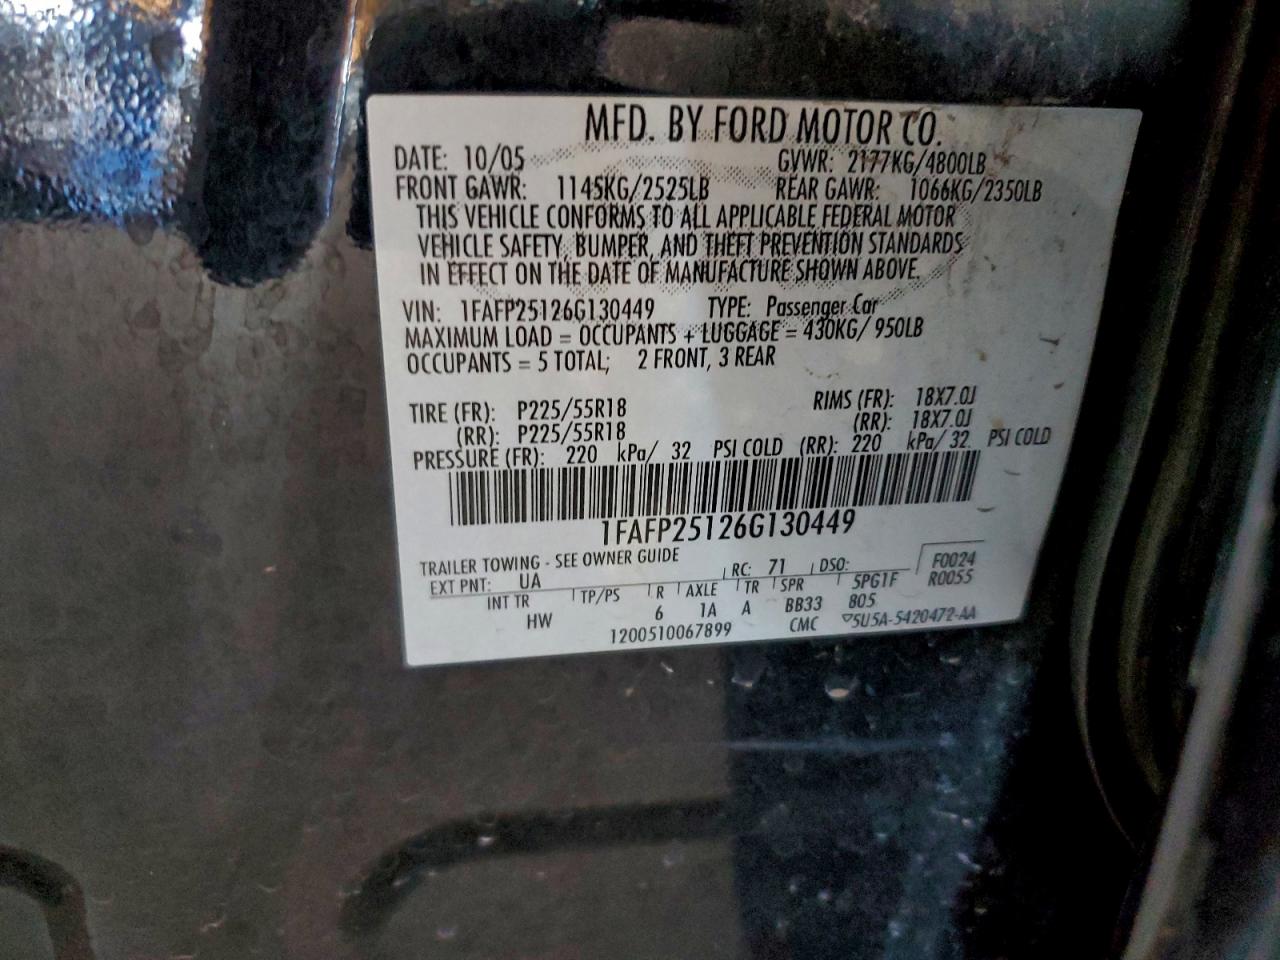 MFD. BY FORD MOTOR CO.
DATE: 10/05 GVWR: 2177KG/4800LB
FRONT GAWR: 1145KG/2525LB REAR GAWR: 1066KG/2350LB
THIS VEHICLE CONFORMS TO ALL APPLICABLE FEDERAL MOTOR
VEHICLE SAFETY, BUMPER, AND THEFT PREVENTION STANDARDS
IN EFFECT ON THE DATE OF MANUFACTURE SHOWN ABOVE.
VIN: 1FAFP25126G130449 TYPE: Passenger Car
MAXIMUM LOAD = OCCUPANTS + LUGGAGE = 430KG/ 950LB
OCCUPANTS = 5 TOTAL; 2 FRONT, 3 REAR
TIRE (FR): P225/55R18 RIMS (FR): 18X7.0J
(RR): P225/55R18 (RR): 18X7.0J
PRESSURE (FR): 220 kPa/ 32 PSI COLD (RR): 220 kPa/ 32 PSI COLD
1FAFP25126G130449
TRAILER TOWING - SEE OWNER GUIDE
EXT PNT: UA RC: 71 DSO: F0024
R0055
INT TR TP/PS R AXLE TR SPR 5PG1F
HW 6 1A A BB33 805
1200510067899 CMC ▽5U5A-5420472-AA